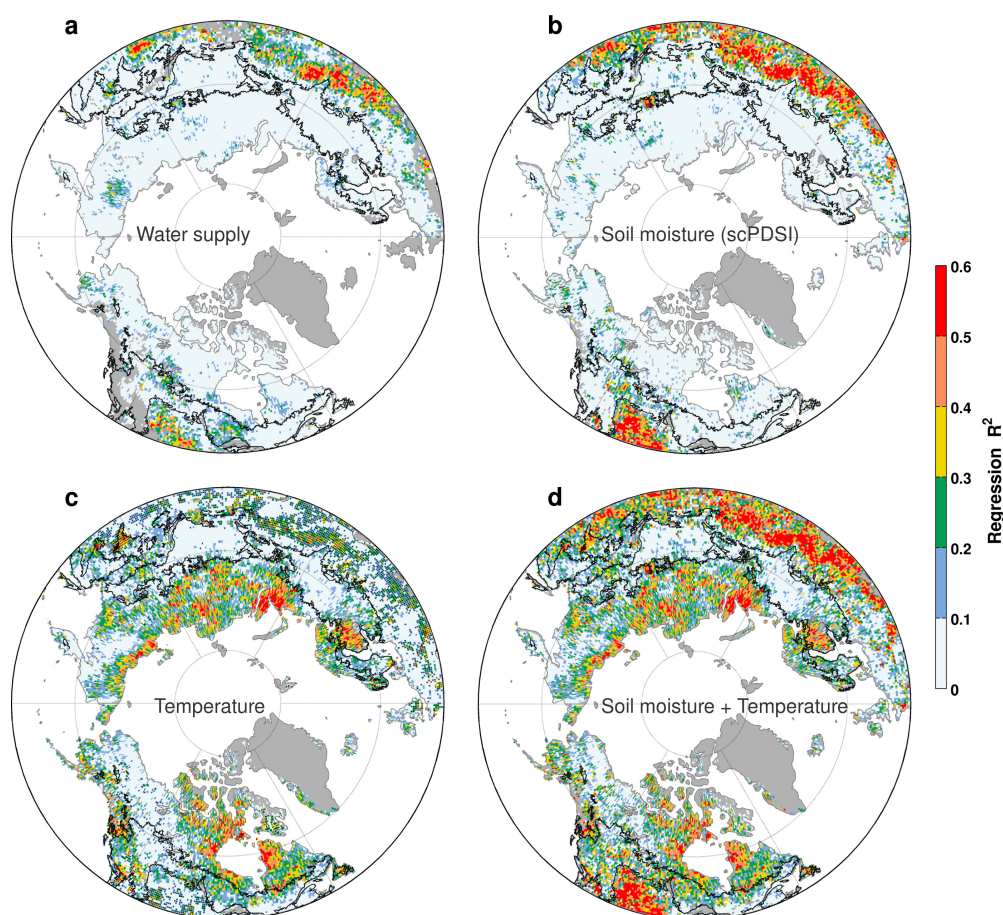 a
b
Water supply
Soil moisture (scPDSI)
0.6
0.5
0.4
0.3
0.2
0.1
0
Regression R²
c
d
Temperature
Soil moisture + Temperature